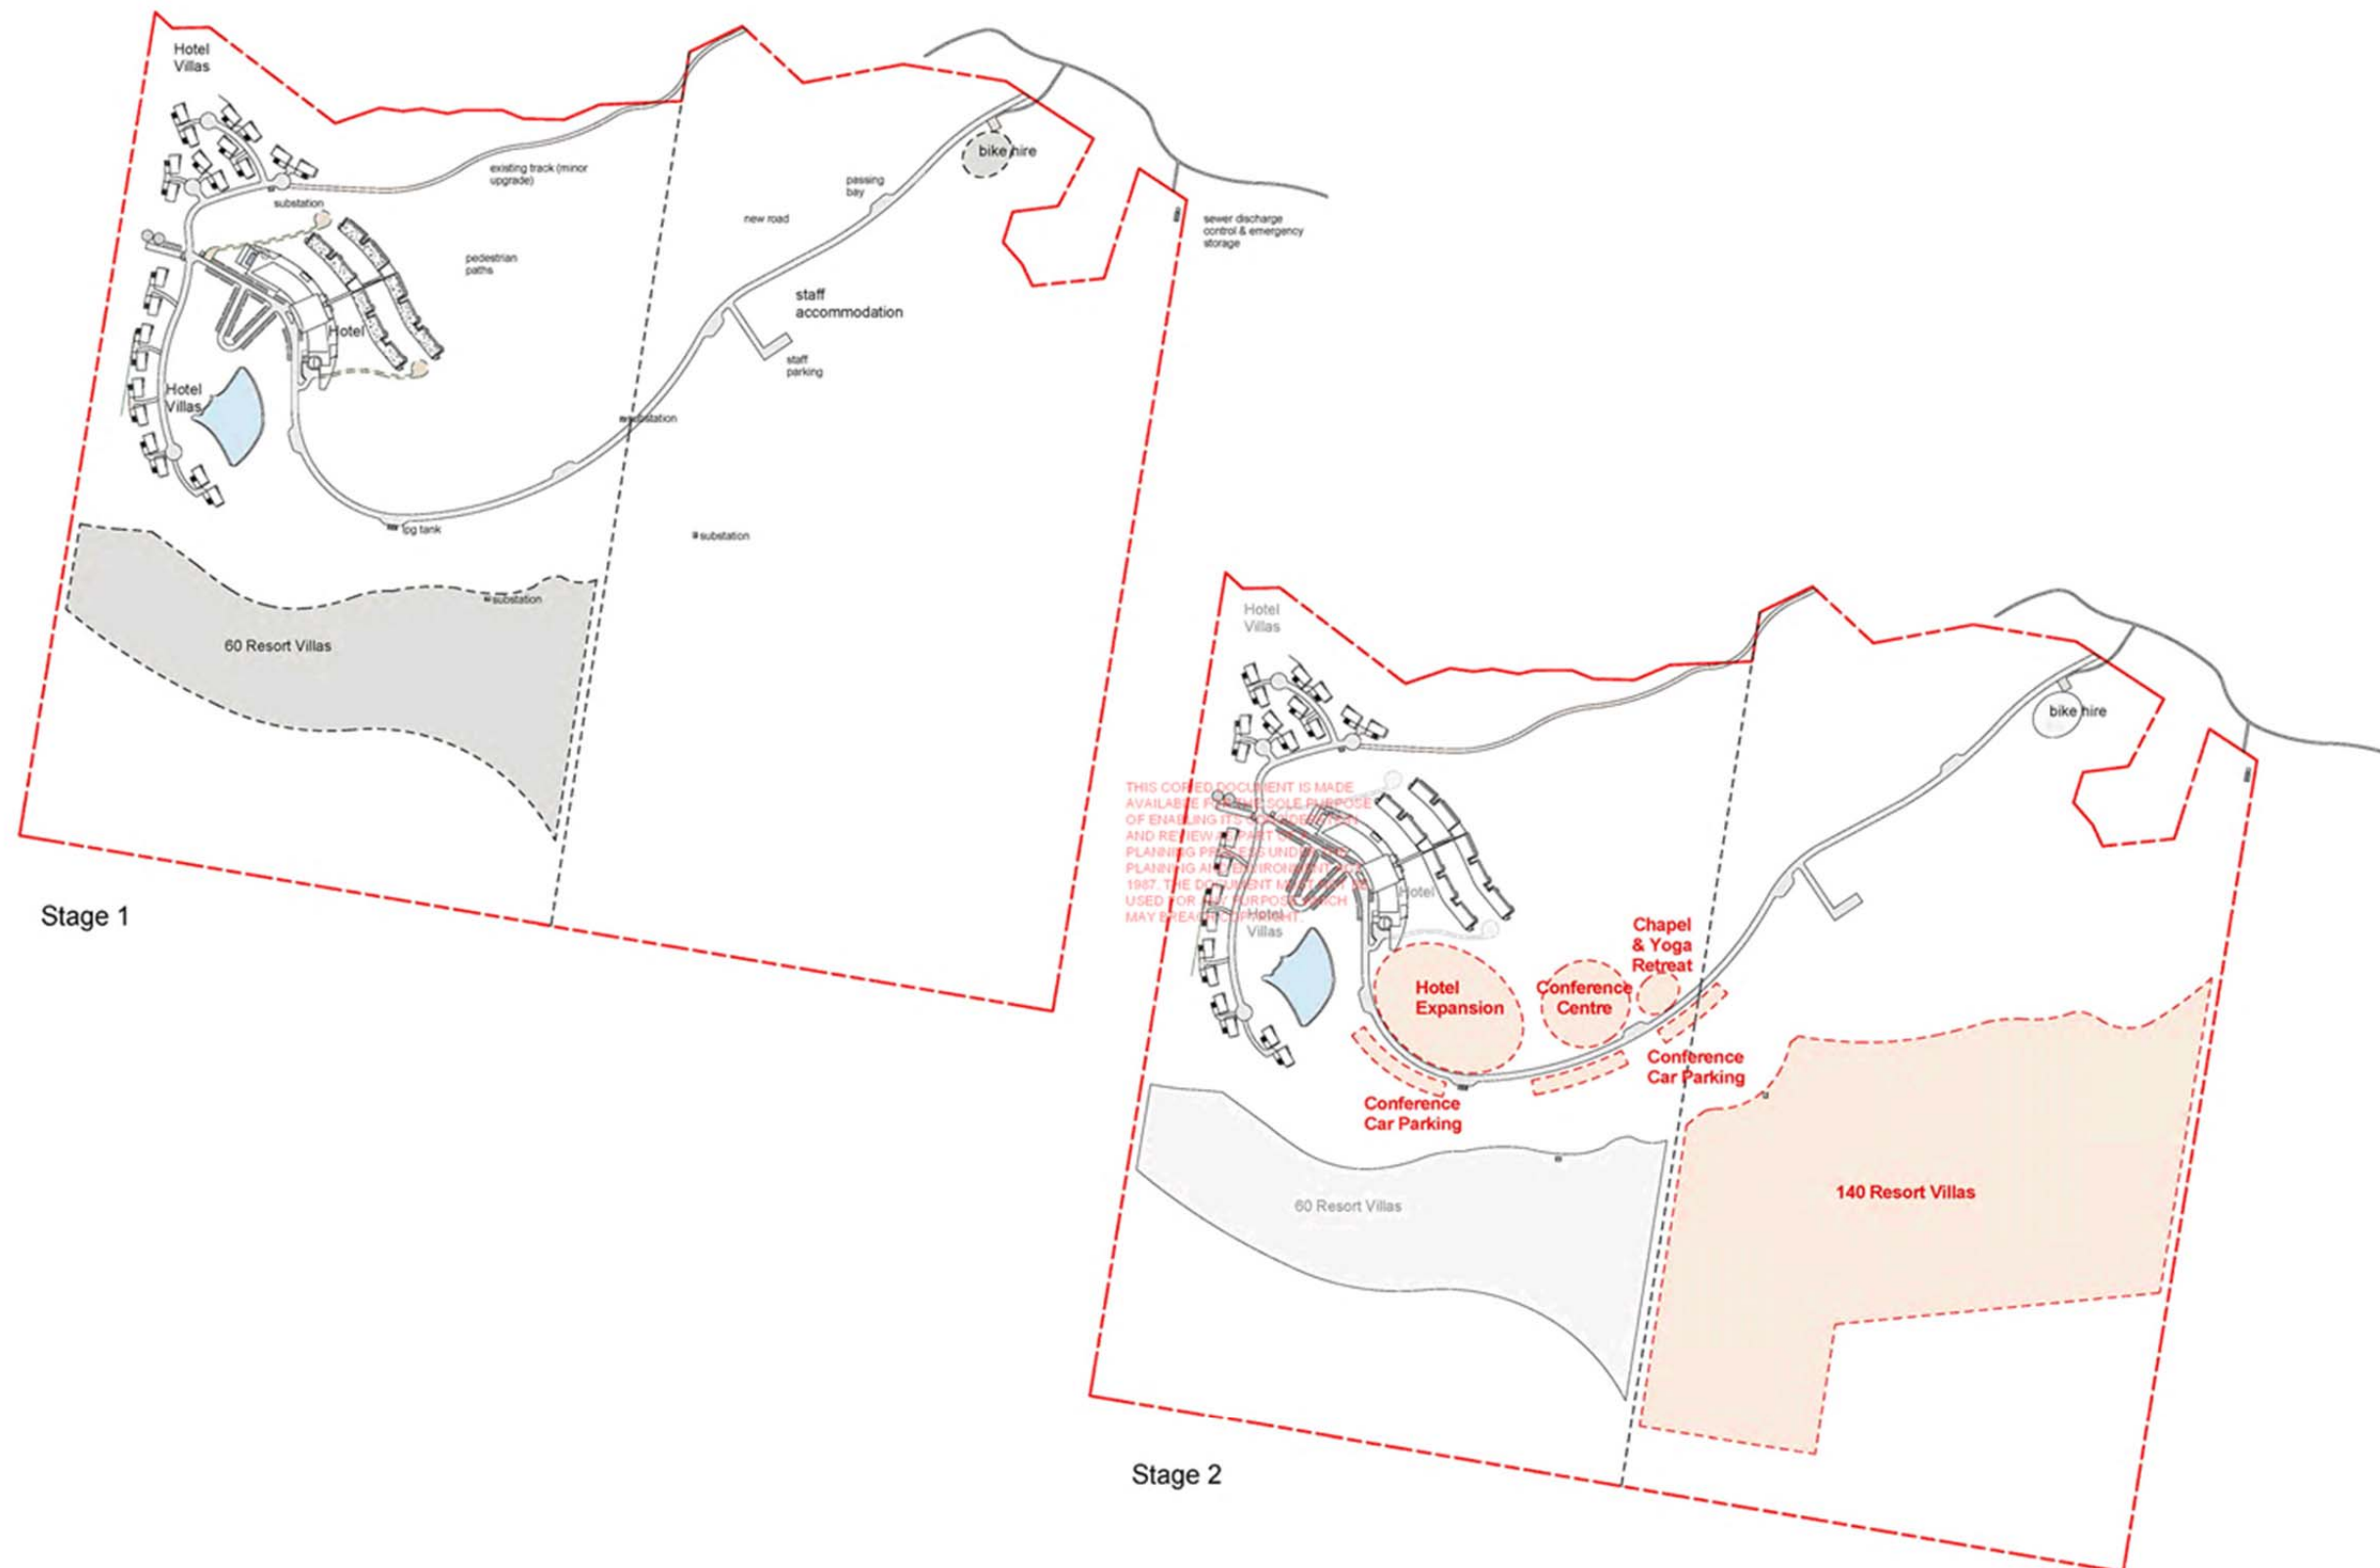 Hotel
Villas
existing track (minor
upgrade)
substation
pedestrian
paths
new road
passing
bay
bike hire
sewer discharge
control & emergency
storage
staff
accommodation
staff
parking
Hotel
Hotel
Villas
substation
lpg tank
substation
substation
60 Resort Villas
Stage 1
Hotel
Villas
bike hire
THIS COPIED DOCUMENT IS MADE
AVAILABLE FOR THE SOLE PURPOSE
OF ENABLING ITS CONSIDERATION
AND REVIEW AS PART OF A
PLANNING PROCESS UNDER THE
PLANNING AND ENVIRONMENT ACT
1987. THE DOCUMENT MUST NOT BE
USED FOR ANY PURPOSE WHICH
MAY BREACH COPYRIGHT.
Hotel
Hotel
Villas
Chapel
& Yoga
Retreat
Hotel
Expansion
Conference
Centre
Conference
Car Parking
Conference
Car Parking
140 Resort Villas
60 Resort Villas
Stage 2